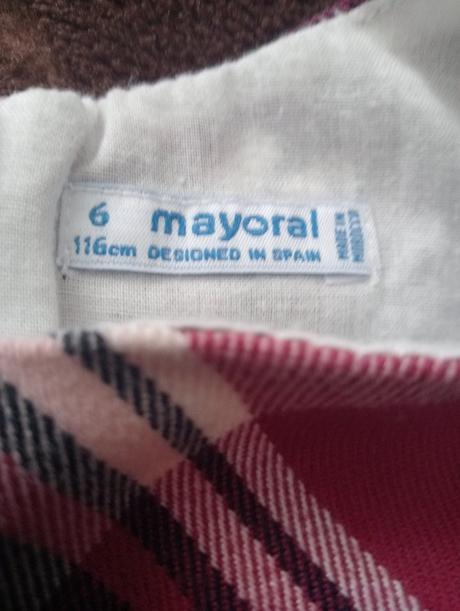 6 mayoral
116cm DESIGNED IN SPAIN
MADE IN
MOROCCO